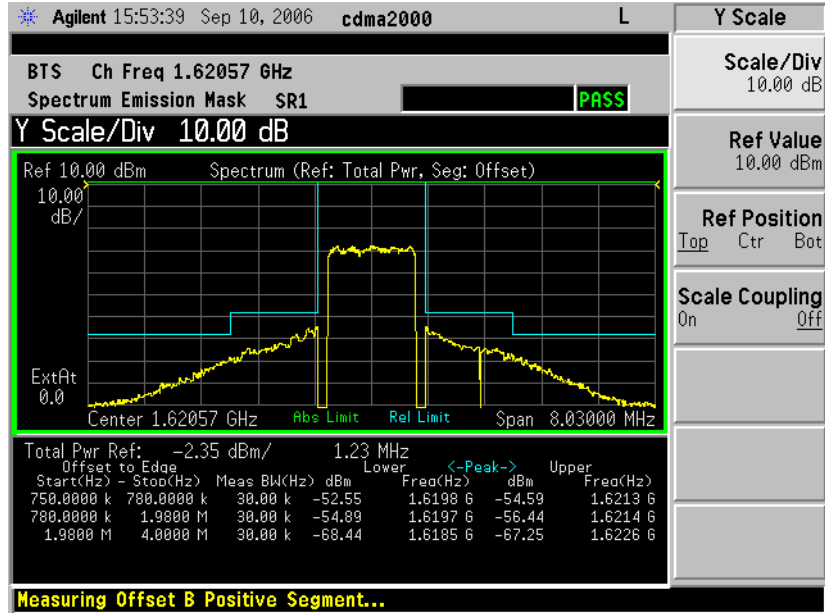 Agilent 15:53:39 Sep 10, 2006 cdma2000 L
BTS Ch Freq 1.62057 GHz
Spectrum Emission Mask SR1 PASS
Y Scale/Div 10.00 dB
Ref 10.00 dBm Spectrum (Ref: Total Pwr, Seg: Offset)
10.00
dB/
ExtAt
0.0
Center 1.62057 GHz Abs Limit Rel Limit Span 8.03000 MHz
Total Pwr Ref: -2.35 dBm/ 1.23 MHz
Offset to Edge Lower <-Peak-> Upper
Start(Hz) - Stop(Hz) Meas BW(Hz) dBm Freq(Hz) dBm Freq(Hz)
750.0000 k 780.0000 k 30.00 k -52.55 1.6198 G -54.59 1.6213 G
780.0000 k 1.9800 M 30.00 k -54.89 1.6197 G -56.44 1.6214 G
1.9800 M 4.0000 M 30.00 k -68.44 1.6185 G -67.25 1.6226 G
Measuring Offset B Positive Segment...
Y Scale
Scale/Div
10.00 dB
Ref Value
10.00 dBm
Ref Position
Top Ctr Bot
Scale Coupling
On Off